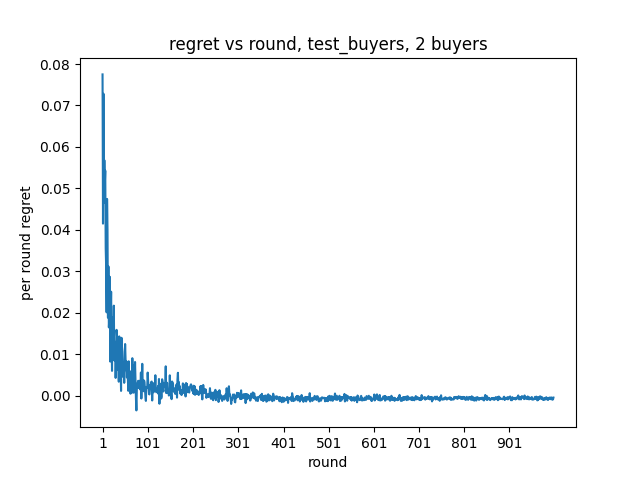 regret vs round, test_buyers, 2 buyers
0.08
0.07
0.06
0.05
0.04
0.03
0.02
0.01
0.00
per round regret
1 101 201 301 401 501 601 701 801 901
round